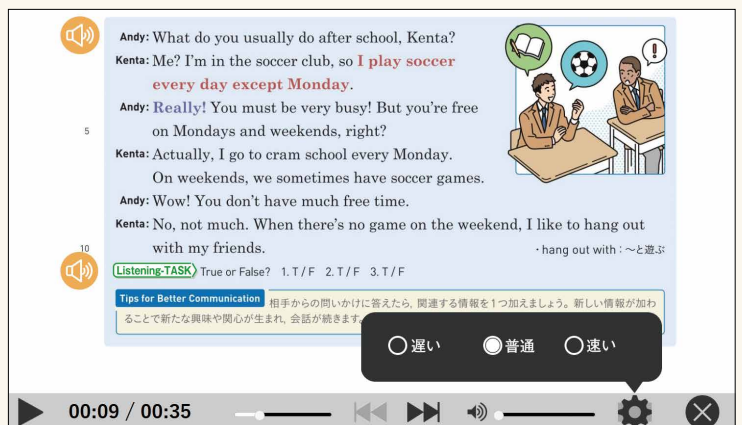 Andy: What do you usually do after school, Kenta?
Kenta: Me? I'm in the soccer club, so I play soccer
every day except Monday.
Andy: Really! You must be very busy! But you're free
5 on Mondays and weekends, right?
Kenta: Actually, I go to cram school every Monday.
On weekends, we sometimes have soccer games.
Andy: Wow! You don't have much free time.
Kenta: No, not much. When there's no game on the weekend, I like to hang out
10 with my friends.
・hang out with：〜と遊ぶ
Listening-TASK True or False? 1. T / F 2. T / F 3. T / F
Tips for Better Communication 相手からの問いかけに答えたら，関連する情報を1つ加えましょう。新しい情報が加わ
ることで新たな興味や関心が生まれ，会話が続きます。
遅い 普通 速い
00:09 / 00:35